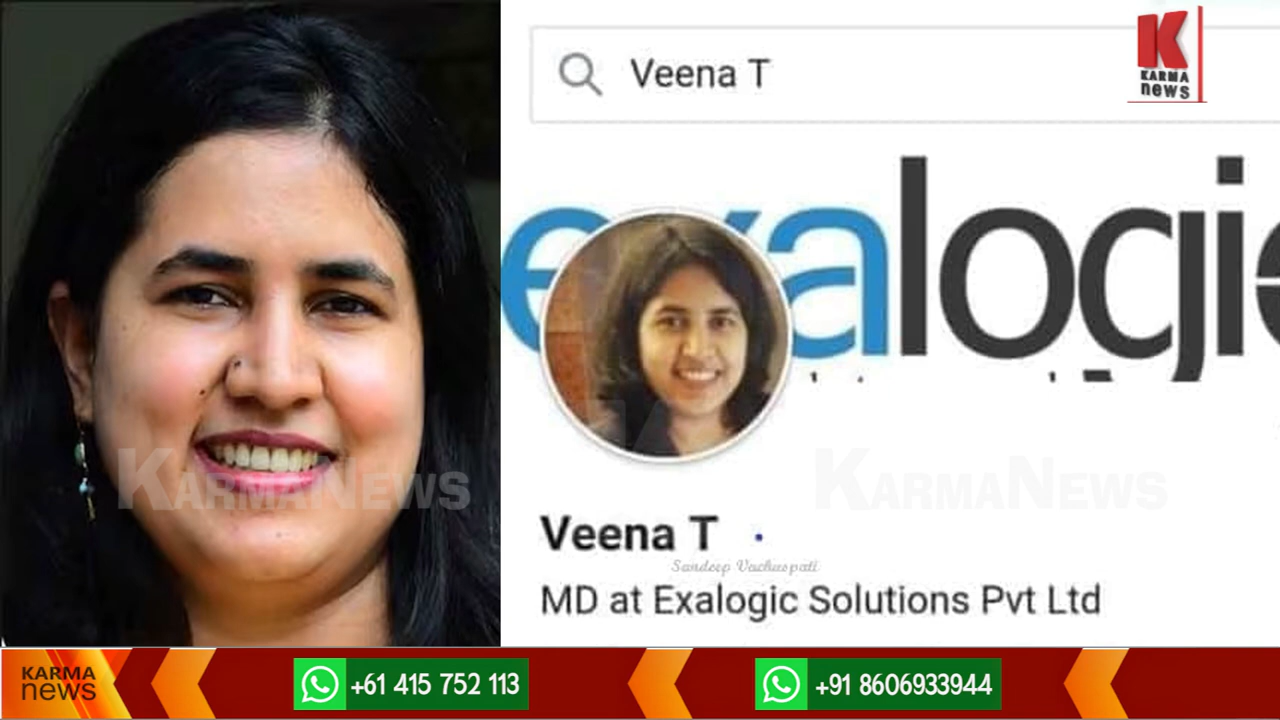 Veena T
K
KARMA
news
exalogic
KARMANEWS
KARMANEWS
Veena T
Sandeep Vachaspati
MD at Exalogic Solutions Pvt Ltd
KARMA
news
+61 415 752 113
+91 8606933944